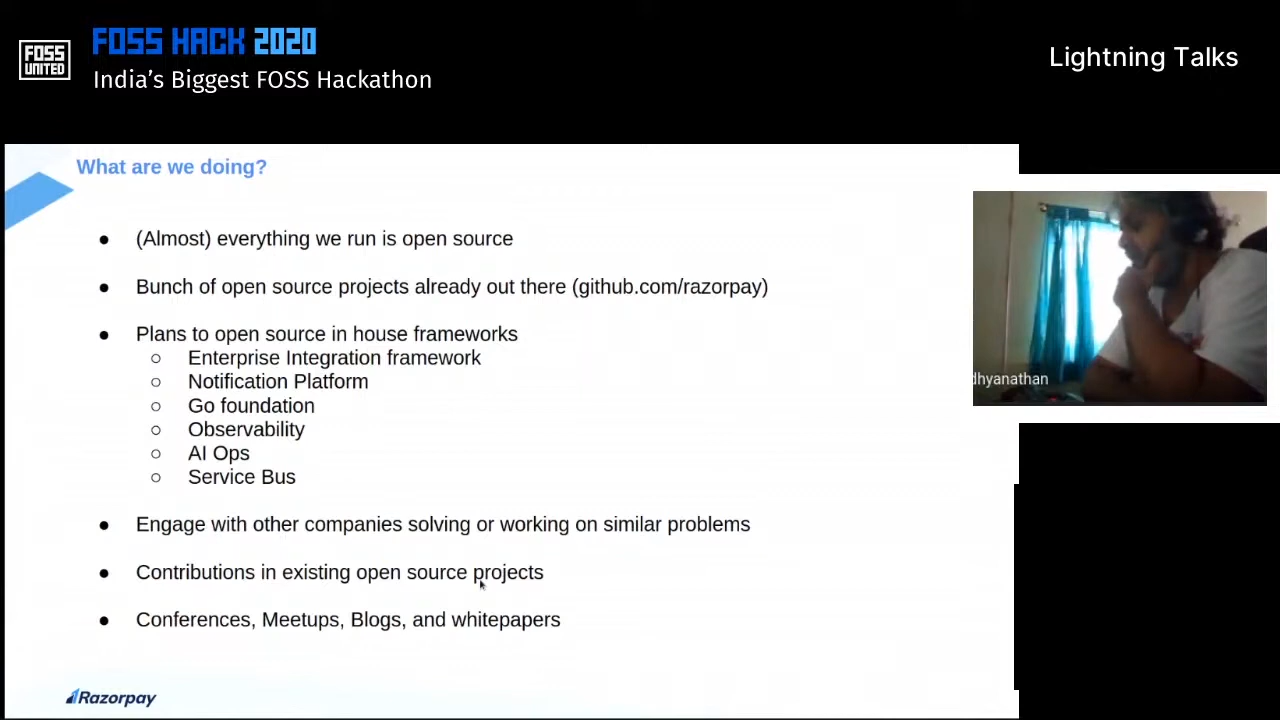 FOSS UNITED
FOSS HACK 2020
India's Biggest FOSS Hackathon
Lightning Talks
What are we doing?
● (Almost) everything we run is open source
● Bunch of open source projects already out there (github.com/razorpay)
● Plans to open source in house frameworks
○ Enterprise Integration framework
○ Notification Platform
○ Go foundation
○ Observability
○ AI Ops
○ Service Bus
● Engage with other companies solving or working on similar problems
● Contributions in existing open source projects
● Conferences, Meetups, Blogs, and whitepapers
dhyanathan
Razorpay